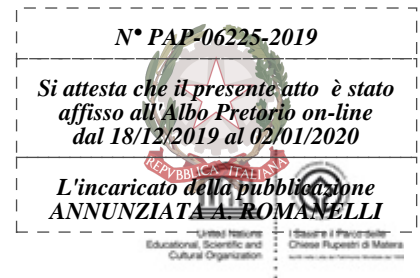 N° PAP-06225-2019
Si attesta che il presente atto è stato
affisso all'Albo Pretorio on-line
dal 18/12/2019 al 02/01/2020
REPVBBLICA ITALIANA
L'incaricato della pubblicazione
ANNUNZIATA A. ROMANELLI
United Nations
Educational, Scientific and
Cultural Organization
I Sassi e il Parco delle
Chiese Rupestri di Matera